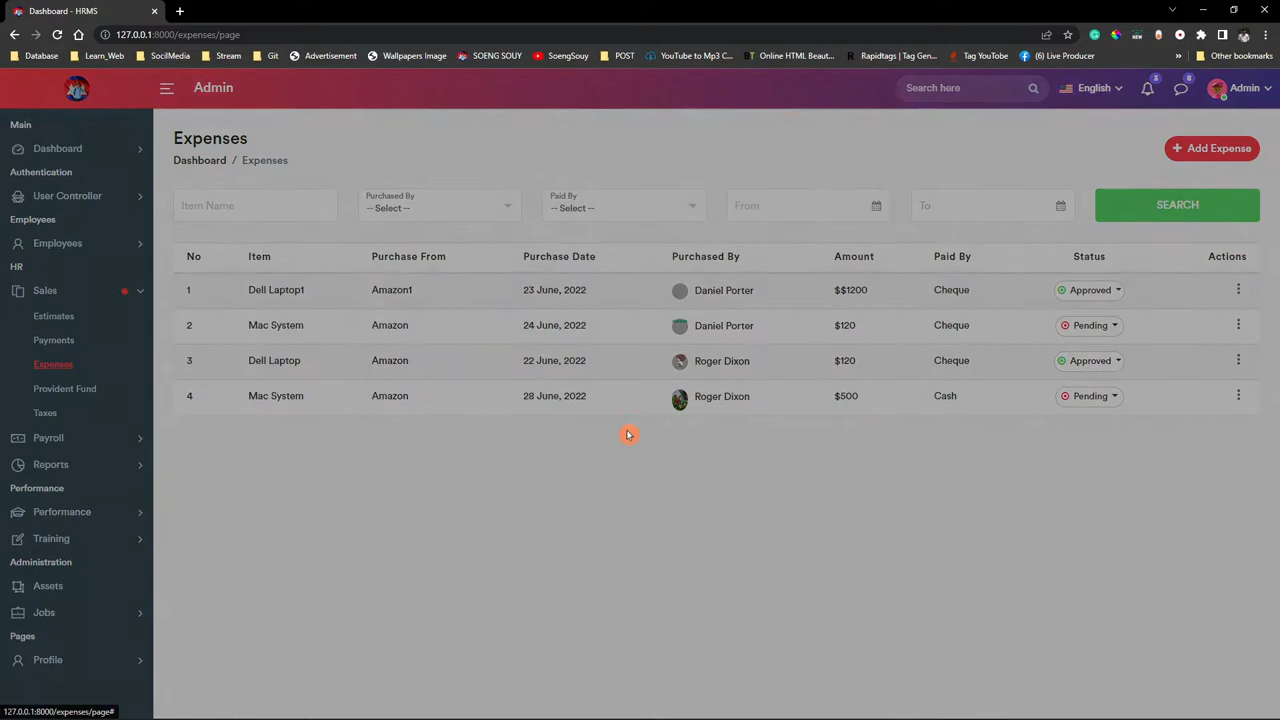 Dashboard - HRMS
127.0.0.1:8000/expenses/page
Database Learn_Web SocilMedia Stream Git Advertisement Wallpapers Image SOENG SOUY SoengSouy POST YouTube to Mp3 C... Online HTML Beaut... Rapidtags | Tag Gen... Tag YouTube (6) Live Producer » Other bookmarks
Admin Search here English 3 8 Admin
Main
Dashboard
Authentication
User Controller
Employees
Employees
HR
Sales
Estimates
Payments
Expenses
Provident Fund
Taxes
Payroll
Reports
Performance
Performance
Training
Administration
Assets
Jobs
Pages
Profile
Expenses
Dashboard / Expenses
+ Add Expense
Item Name Purchased By -- Select -- Paid By -- Select -- From To SEARCH
No Item Purchase From Purchase Date Purchased By Amount Paid By Status Actions
1 Dell Laptop1 Amazon1 23 June, 2022 Daniel Porter $$1200 Cheque Approved
2 Mac System Amazon 24 June, 2022 Daniel Porter $120 Cheque Pending
3 Dell Laptop Amazon 22 June, 2022 Roger Dixon $120 Cheque Approved
4 Mac System Amazon 28 June, 2022 Roger Dixon $500 Cash Pending
127.0.0.1:8000/expenses/page#